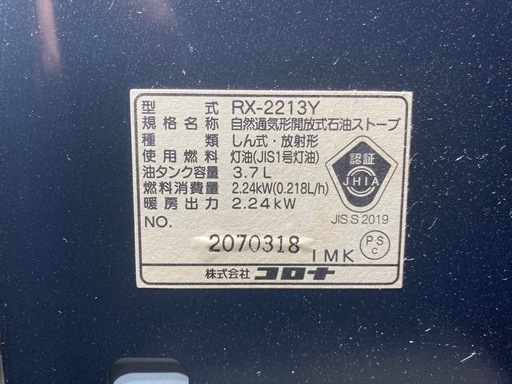 型 式 RX-2213Y
規格名称 自然通気形開放式石油ストーブ
種 類 しん式・放射形
使用燃料 灯油(JIS1号灯油)
油タンク容量 3.7L
燃料消費量 2.24kW(0.218L/h)
暖房出力 2.24kW
NO.
2070318
1MK
認証
JHIA
JIS S 2019
PS
C
株式会社 コロナ